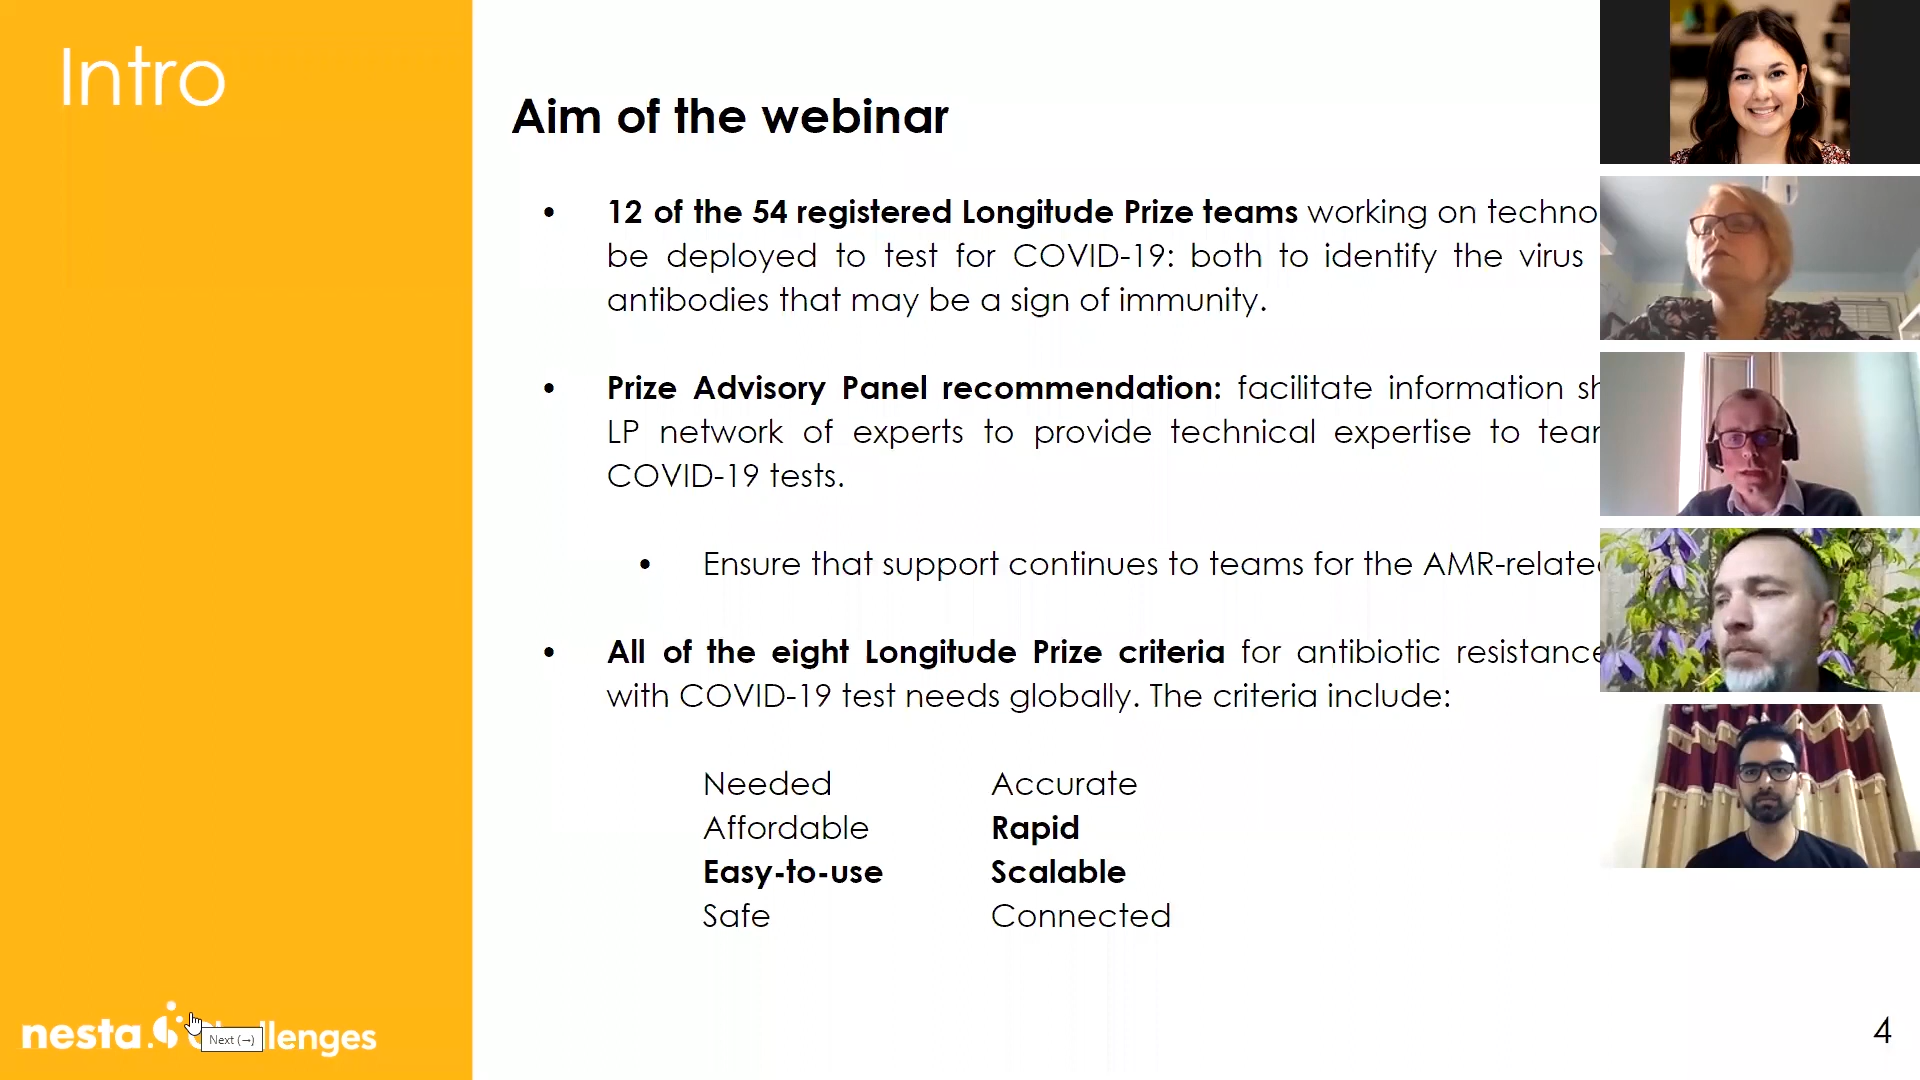 Intro
Aim of the webinar
• 12 of the 54 registered Longitude Prize teams working on techno
be deployed to test for COVID-19: both to identify the virus
antibodies that may be a sign of immunity.
• Prize Advisory Panel recommendation: facilitate information sh
LP network of experts to provide technical expertise to tea
COVID-19 tests.
• Ensure that support continues to teams for the AMR-relate
• All of the eight Longitude Prize criteria for antibiotic resistance
with COVID-19 test needs globally. The criteria include:
Needed Accurate
Affordable Rapid
Easy-to-use Scalable
Safe Connected
nesta. llenges
Next (→)
4